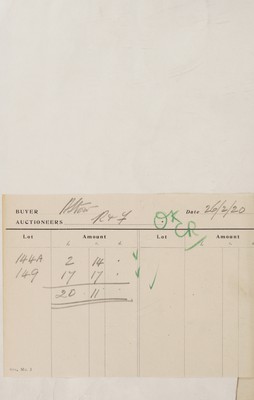 BUYER
AUCTIONEERS R & F Date 26/2/20
OK
CR
Lot Amount Lot Amount
£ s. d.
144A 2 14 .
149 17 17 .
20 11 .